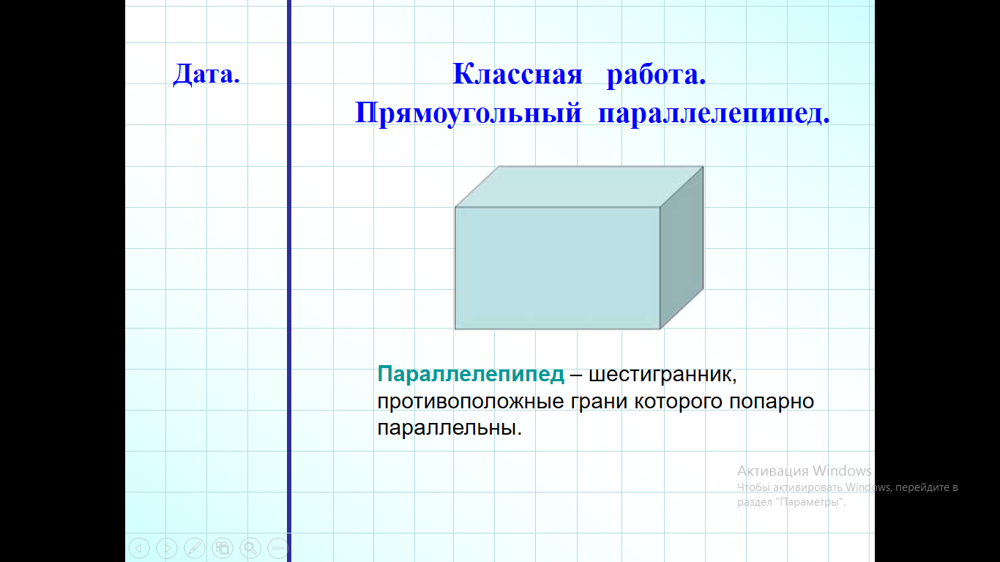 Дата.
Классная работа.
Прямоугольный параллелепипед.
Параллелепипед – шестигранник,
противоположные грани которого попарно
параллельны.
Активация Windows
Чтобы активировать Windows, перейдите в
раздел "Параметры".